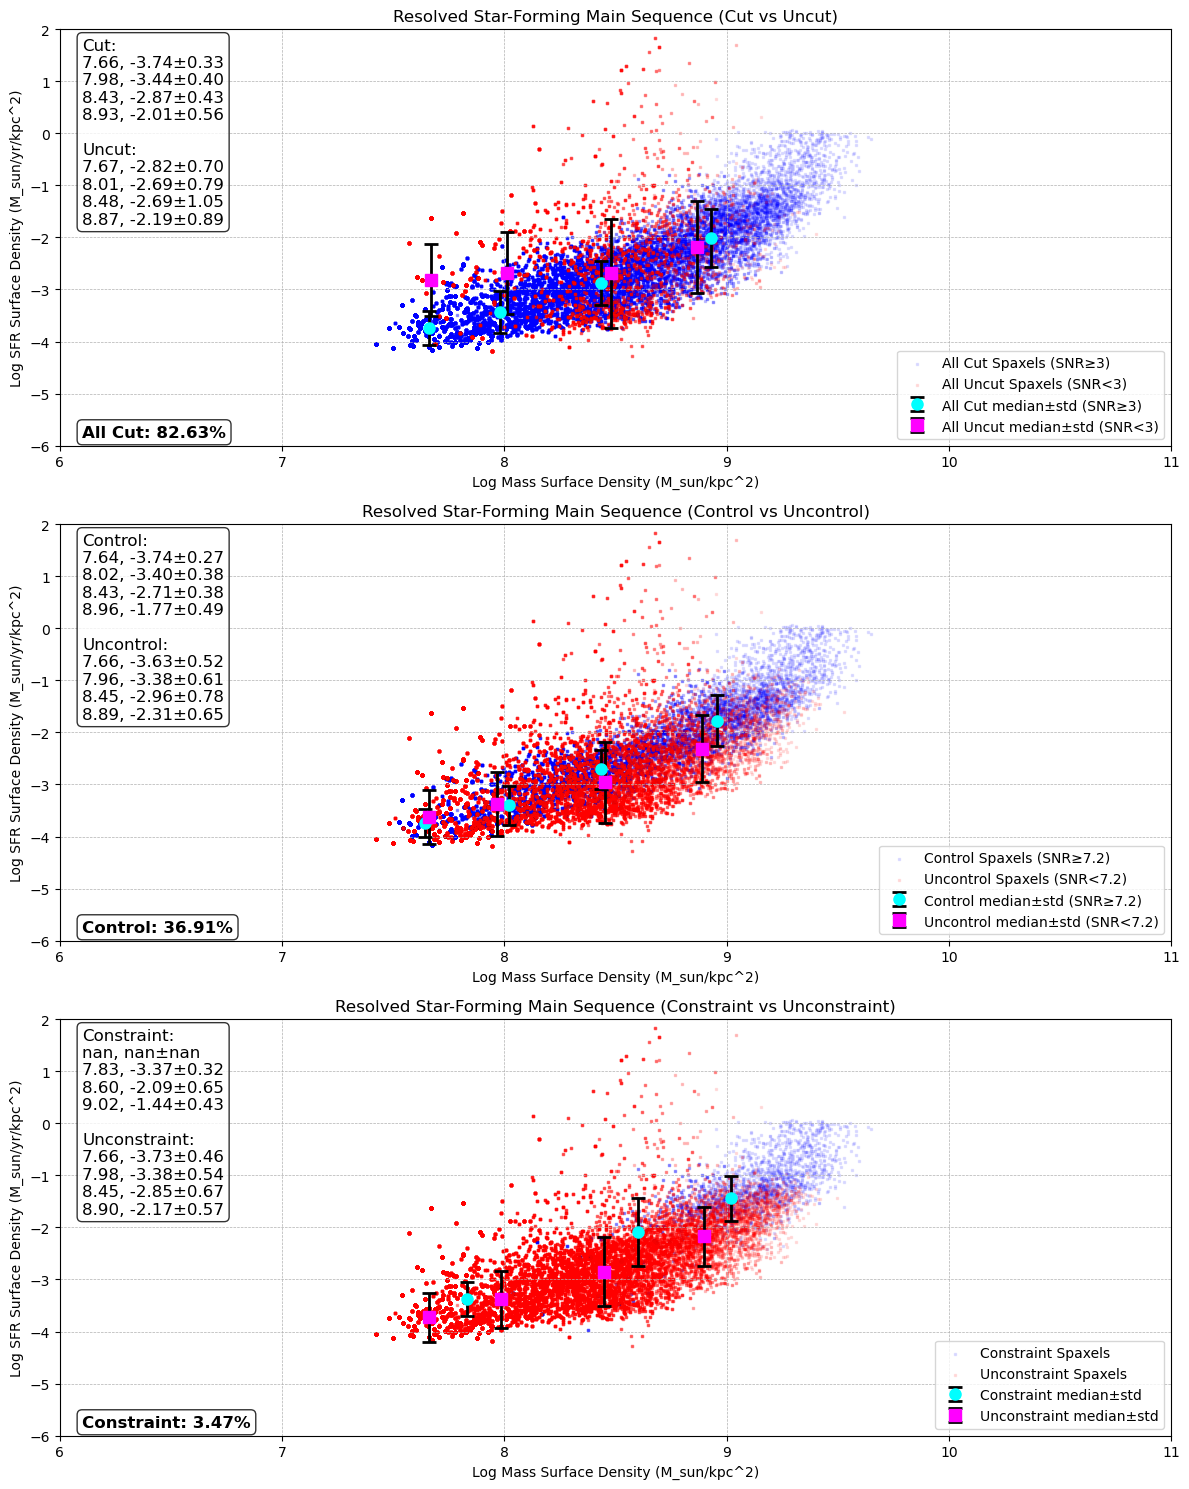 Resolved Star-Forming Main Sequence (Cut vs Uncut)
Log SFR Surface Density (M_sun/yr/kpc^2)
2
1
0
−1
−2
−3
−4
−5
−6
Cut:
7.66, -3.74±0.33
7.98, -3.44±0.40
8.43, -2.87±0.43
8.93, -2.01±0.56
Uncut:
7.67, -2.82±0.70
8.01, -2.69±0.79
8.48, -2.69±1.05
8.87, -2.19±0.89
All Cut: 82.63%
All Cut Spaxels (SNR≥3)
All Uncut Spaxels (SNR<3)
All Cut median±std (SNR≥3)
All Uncut median±std (SNR<3)
6 7 8 9 10 11
Log Mass Surface Density (M_sun/kpc^2)
Resolved Star-Forming Main Sequence (Control vs Uncontrol)
Log SFR Surface Density (M_sun/yr/kpc^2)
2
1
0
−1
−2
−3
−4
−5
−6
Control:
7.64, -3.74±0.27
8.02, -3.40±0.38
8.43, -2.71±0.38
8.96, -1.77±0.49
Uncontrol:
7.66, -3.63±0.52
7.96, -3.38±0.61
8.45, -2.96±0.78
8.89, -2.31±0.65
Control: 36.91%
Control Spaxels (SNR≥7.2)
Uncontrol Spaxels (SNR<7.2)
Control median±std (SNR≥7.2)
Uncontrol median±std (SNR<7.2)
6 7 8 9 10 11
Log Mass Surface Density (M_sun/kpc^2)
Resolved Star-Forming Main Sequence (Constraint vs Unconstraint)
Log SFR Surface Density (M_sun/yr/kpc^2)
2
1
0
−1
−2
−3
−4
−5
−6
Constraint:
nan, nan±nan
7.83, -3.37±0.32
8.60, -2.09±0.65
9.02, -1.44±0.43
Unconstraint:
7.66, -3.73±0.46
7.98, -3.38±0.54
8.45, -2.85±0.67
8.90, -2.17±0.57
Constraint: 3.47%
Constraint Spaxels
Unconstraint Spaxels
Constraint median±std
Unconstraint median±std
6 7 8 9 10 11
Log Mass Surface Density (M_sun/kpc^2)